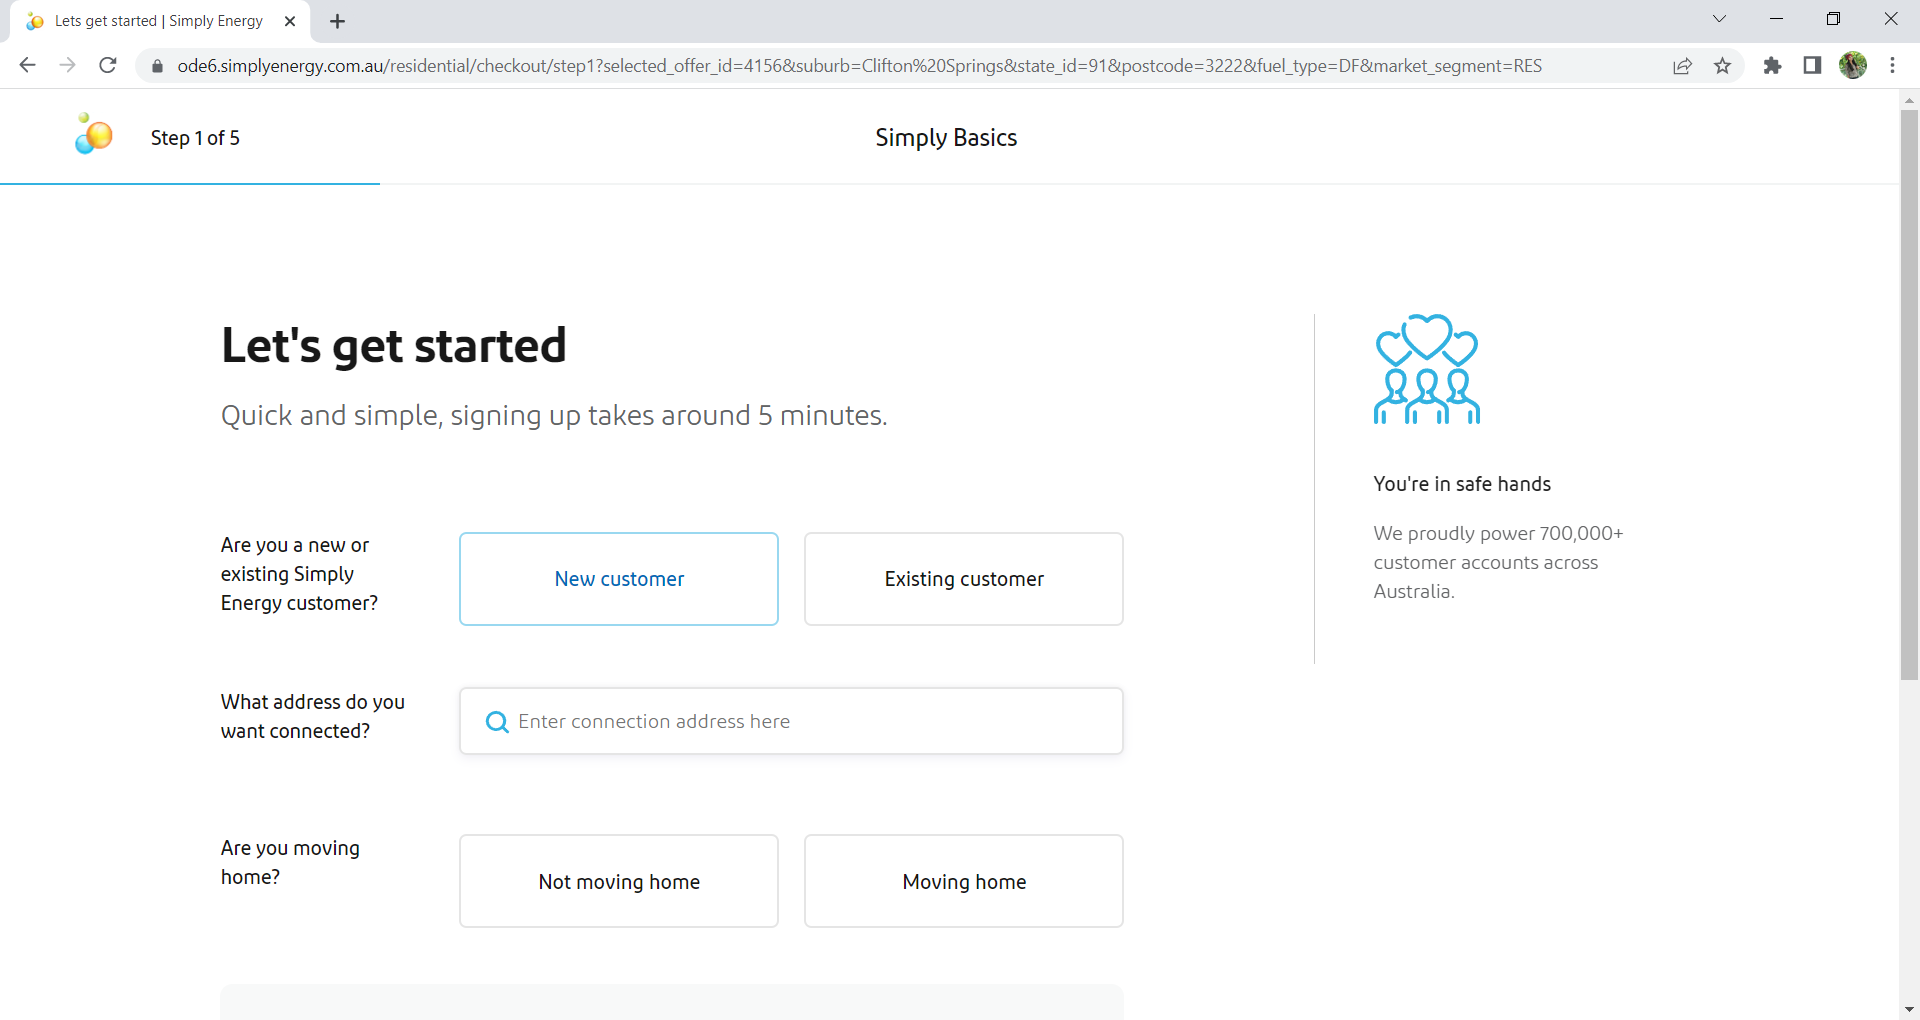 Lets get started | Simply Energy
ode6.simplyenergy.com.au/residential/checkout/step1?selected_offer_id=4156&suburb=Clifton%20Springs&state_id=91&postcode=3222&fuel_type=DF&market_segment=RES
Step 1 of 5
Simply Basics
Let's get started
Quick and simple, signing up takes around 5 minutes.
Are you a new or
existing Simply
Energy customer?
New customer
Existing customer
What address do you
want connected?
Enter connection address here
Are you moving
home?
Not moving home
Moving home
You're in safe hands
We proudly power 700,000+
customer accounts across
Australia.